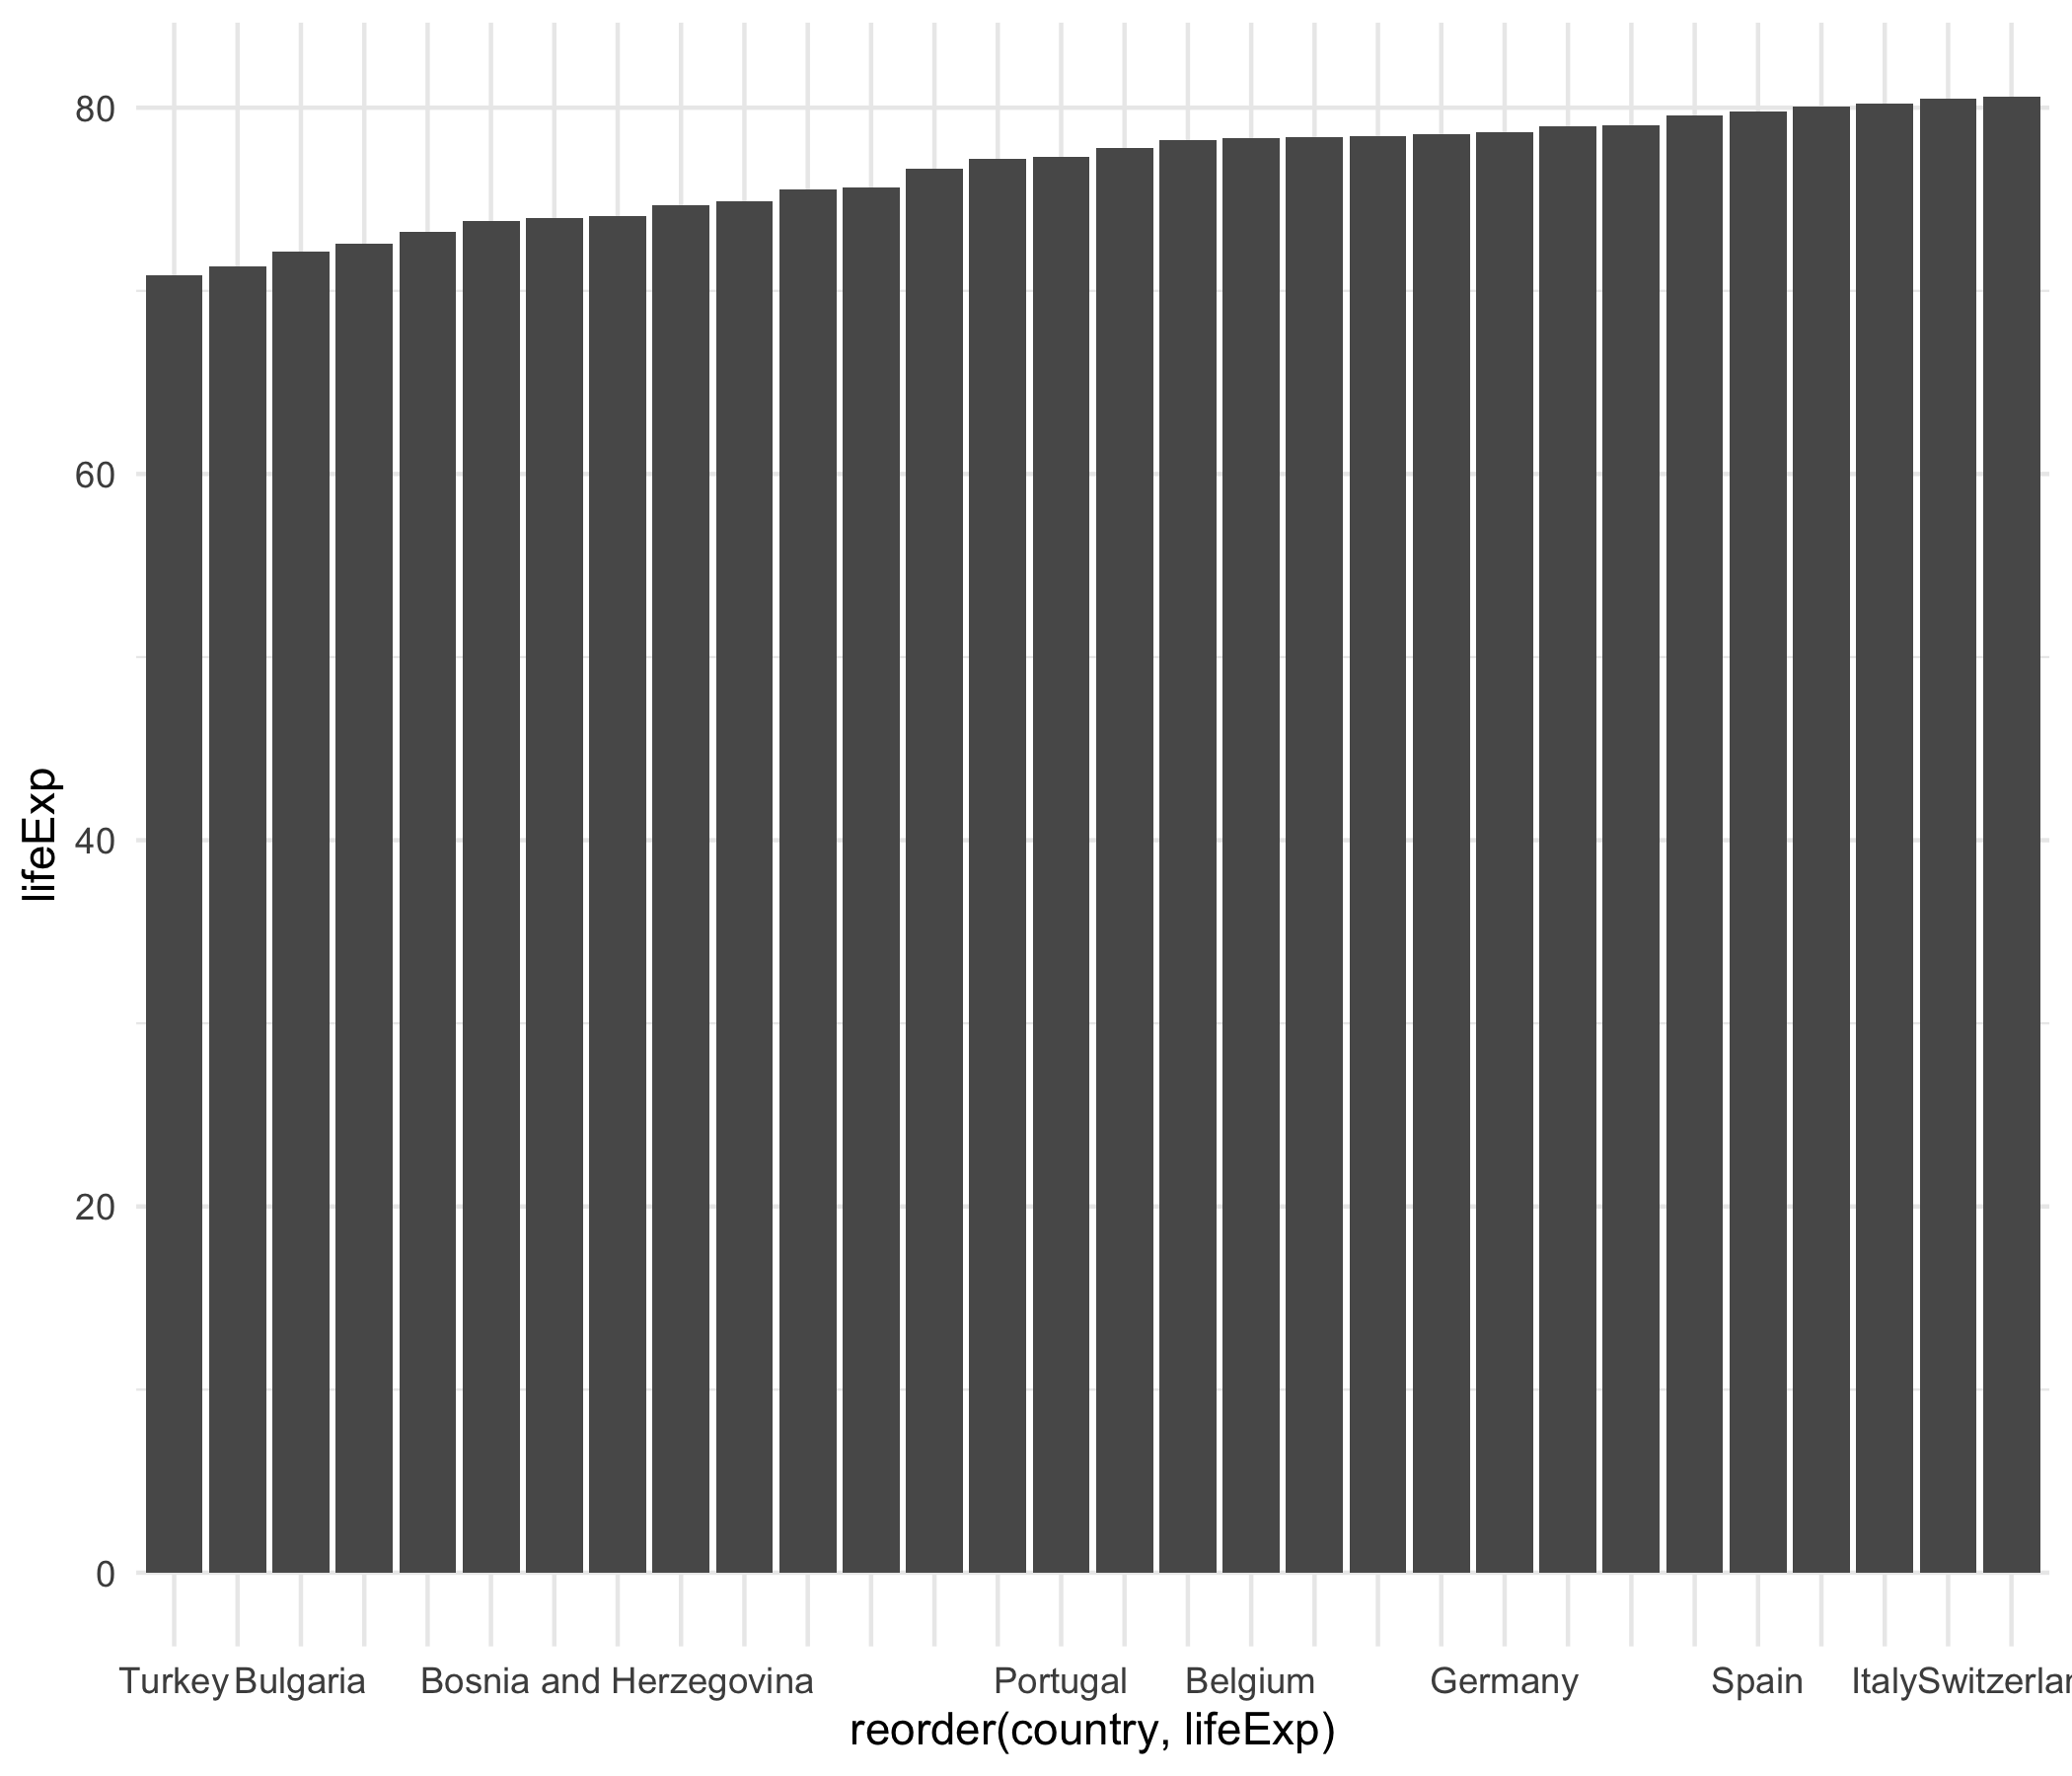 80
60
40
20
0
lifeExp
Turkey Bulgaria Bosnia and Herzegovina Portugal Belgium Germany Spain Italy Switzerlan
reorder(country, lifeExp)